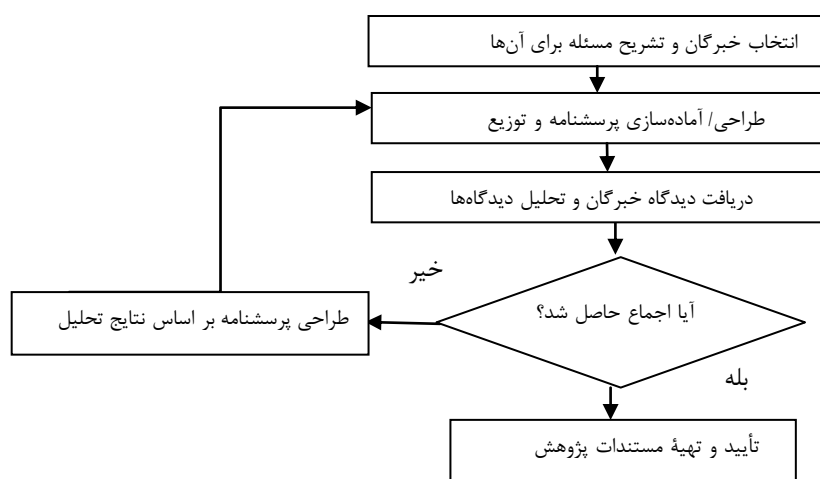 انتخاب خبرگان و تشریح مسئله برای آن‌ها
طراحی/ آماده‌سازی پرسشنامه و توزیع
دریافت دیدگاه خبرگان و تحلیل دیدگاه‌ها
خیر
آیا اجماع حاصل شد؟
طراحی پرسشنامه بر اساس نتایج تحلیل
بله
تأیید و تهیۀ مستندات پژوهش